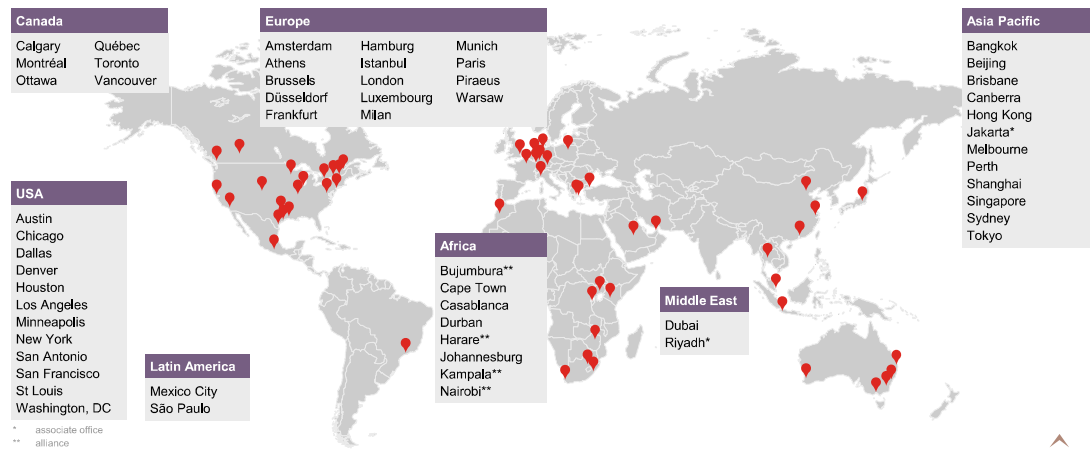 Canada
Calgary Québec
Montréal Toronto
Ottawa Vancouver
Europe
Amsterdam Hamburg Munich
Athens Istanbul Paris
Brussels London Piraeus
Düsseldorf Luxembourg Warsaw
Frankfurt Milan
Asia Pacific
Bangkok
Beijing
Brisbane
Canberra
Hong Kong
Jakarta*
Melbourne
Perth
Shanghai
Singapore
Sydney
Tokyo
USA
Austin
Chicago
Dallas
Denver
Houston
Los Angeles
Minneapolis
New York
San Antonio
San Francisco
St Louis
Washington, DC
Latin America
Mexico City
São Paulo
Africa
Bujumbura**
Cape Town
Casablanca
Durban
Harare**
Johannesburg
Kampala**
Nairobi**
Middle East
Dubai
Riyadh*
* associate office
** alliance